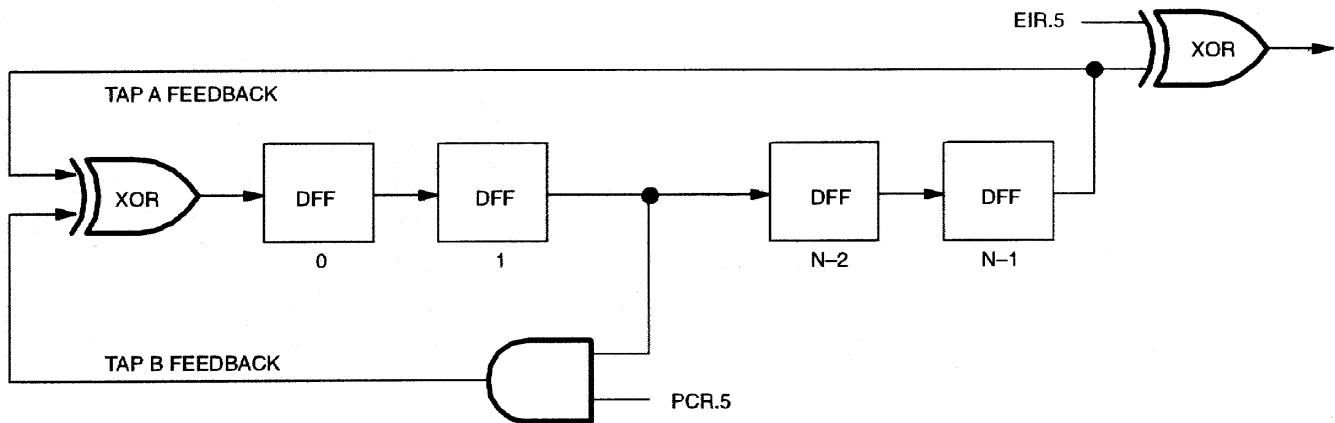 EIR.5
XOR
TAP A FEEDBACK
XOR
DFF
DFF
DFF
DFF
0
1
N–2
N–1
TAP B FEEDBACK
PCR.5